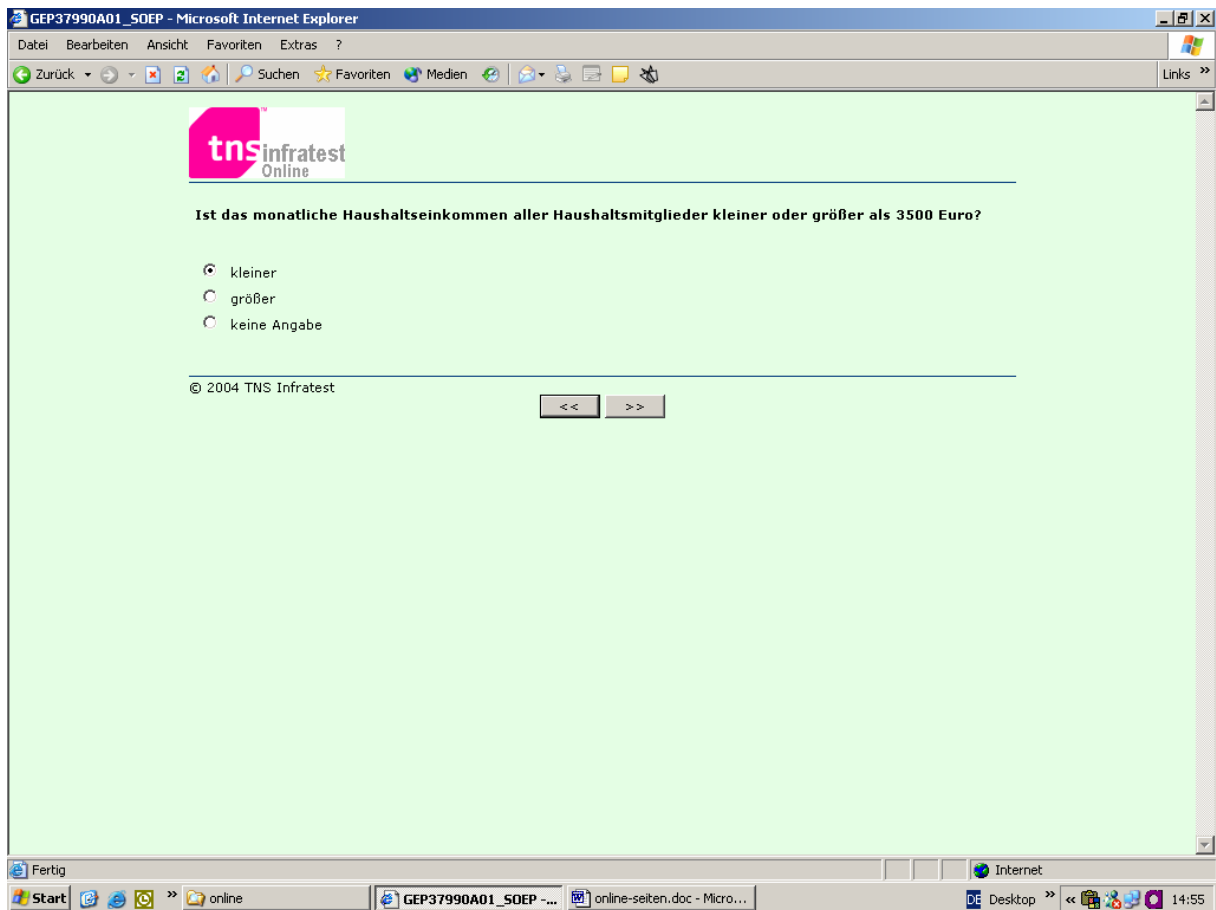 GEP37990A01_SOEP - Microsoft Internet Explorer
Datei Bearbeiten Ansicht Favoriten Extras ?
Zurück Suchen Favoriten Medien Links »
tns infratest
Online
TM
Ist das monatliche Haushaltseinkommen aller Haushaltsmitglieder kleiner oder größer als 3500 Euro?
kleiner
größer
keine Angabe
© 2004 TNS Infratest
<< >>
Fertig Internet
Start » online GEP37990A01_SOEP -... online-seiten.doc - Micro... DE Desktop » « 14:55